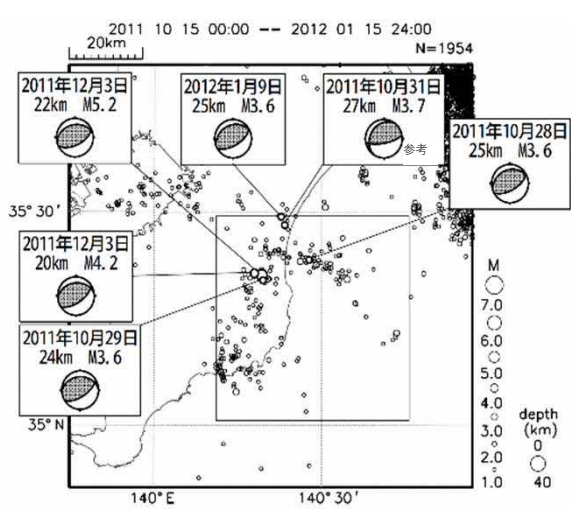 2011 10 15 00:00 -- 2012 01 15 24:00
20km
N=1954
2011年12月3日
22km M5.2
2012年1月9日
25km M3.6
2011年10月31日
27km M3.7
参考
2011年10月28日
25km M3.6
35° 30'
2011年12月3日
20km M4.2
2011年10月29日
24km M3.6
35° N
140° E
140° 30'
M
7.0
6.0
5.0
4.0
3.0
2.0
1.0
depth
(km)
0
40